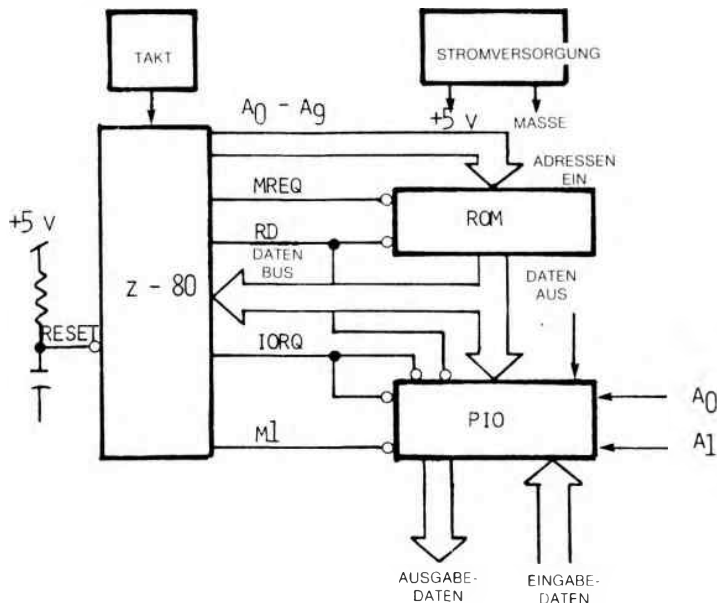 TAKT
STROMVERSORGUNG
A0 - A9
+5 V
MASSE
ADRESSEN
EIN
MREQ
ROM
+5 V
RD
DATEN
BUS
Z - 80
DATEN
AUS
RESET
IORQ
PIO
A0
M1
A1
AUSGABE-
DATEN
EINGABE-
DATEN